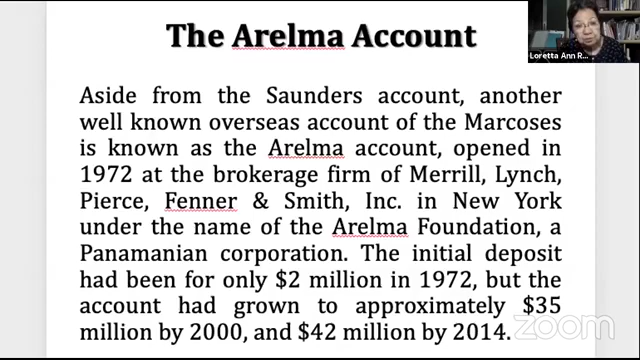 The Arelma Account
Loretta Ann R...
Aside from the Saunders account, another
well known overseas account of the Marcoses
is known as the Arelma account, opened in
1972 at the brokerage firm of Merrill, Lynch,
Pierce, Fenner & Smith, Inc. in New York
under the name of the Arelma Foundation, a
Panamanian corporation. The initial deposit
had been for only $2 million in 1972, but the
account had grown to approximately $35
million by 2000, and $42 million by 2014.
zoom